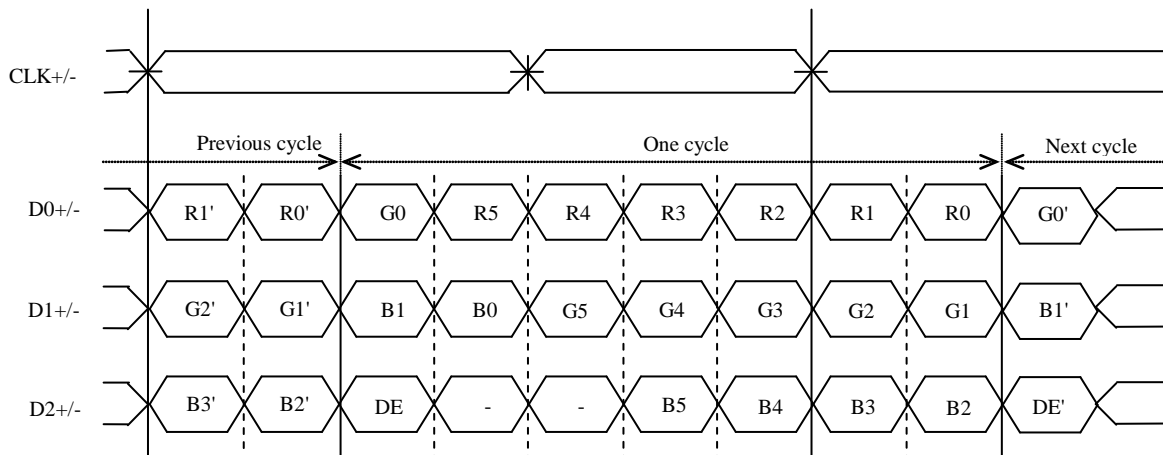 CLK+/-
Previous cycle One cycle Next cycle
D0+/- R1' R0' G0 R5 R4 R3 R2 R1 R0 G0'
D1+/- G2' G1' B1 B0 G5 G4 G3 G2 G1 B1'
D2+/- B3' B2' DE - - B5 B4 B3 B2 DE'